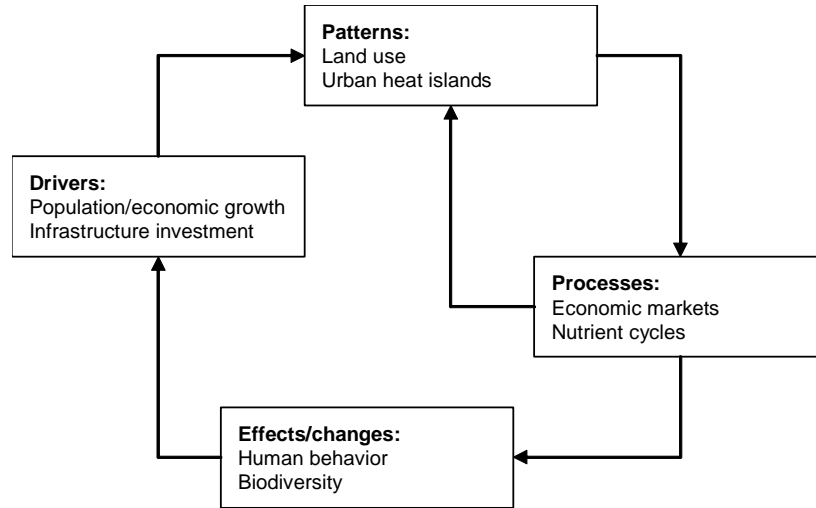 Patterns:
Land use
Urban heat islands
Drivers:
Population/economic growth
Infrastructure investment
Processes:
Economic markets
Nutrient cycles
Effects/changes:
Human behavior
Biodiversity